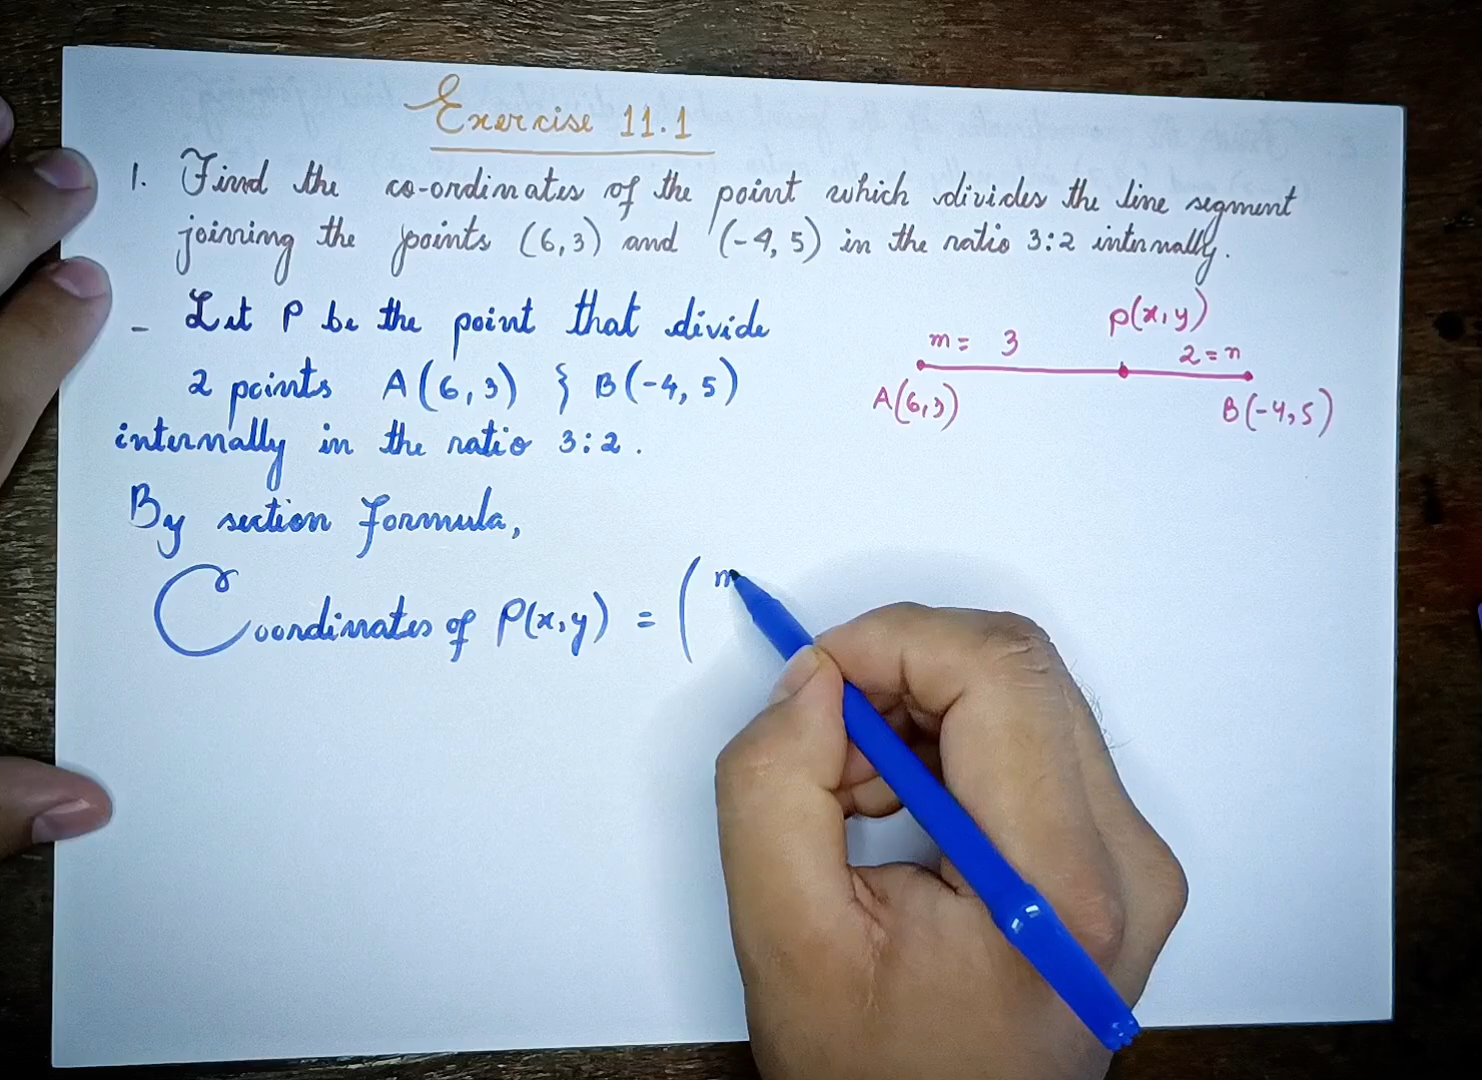 Exercise 11.1
1. Find the co-ordinates of the point which divides the line segment
joining the points (6,3) and (-4, 5) in the ratio 3:2 internally.
- Let P be the point that divide
2 points A(6,3) } B(-4, 5)
internally in the ratio 3:2.
P(x,y)
m = 3 2 = n
A(6,3) B(-4,5)
By section formula,
Coordinates of P(x,y) = ( m